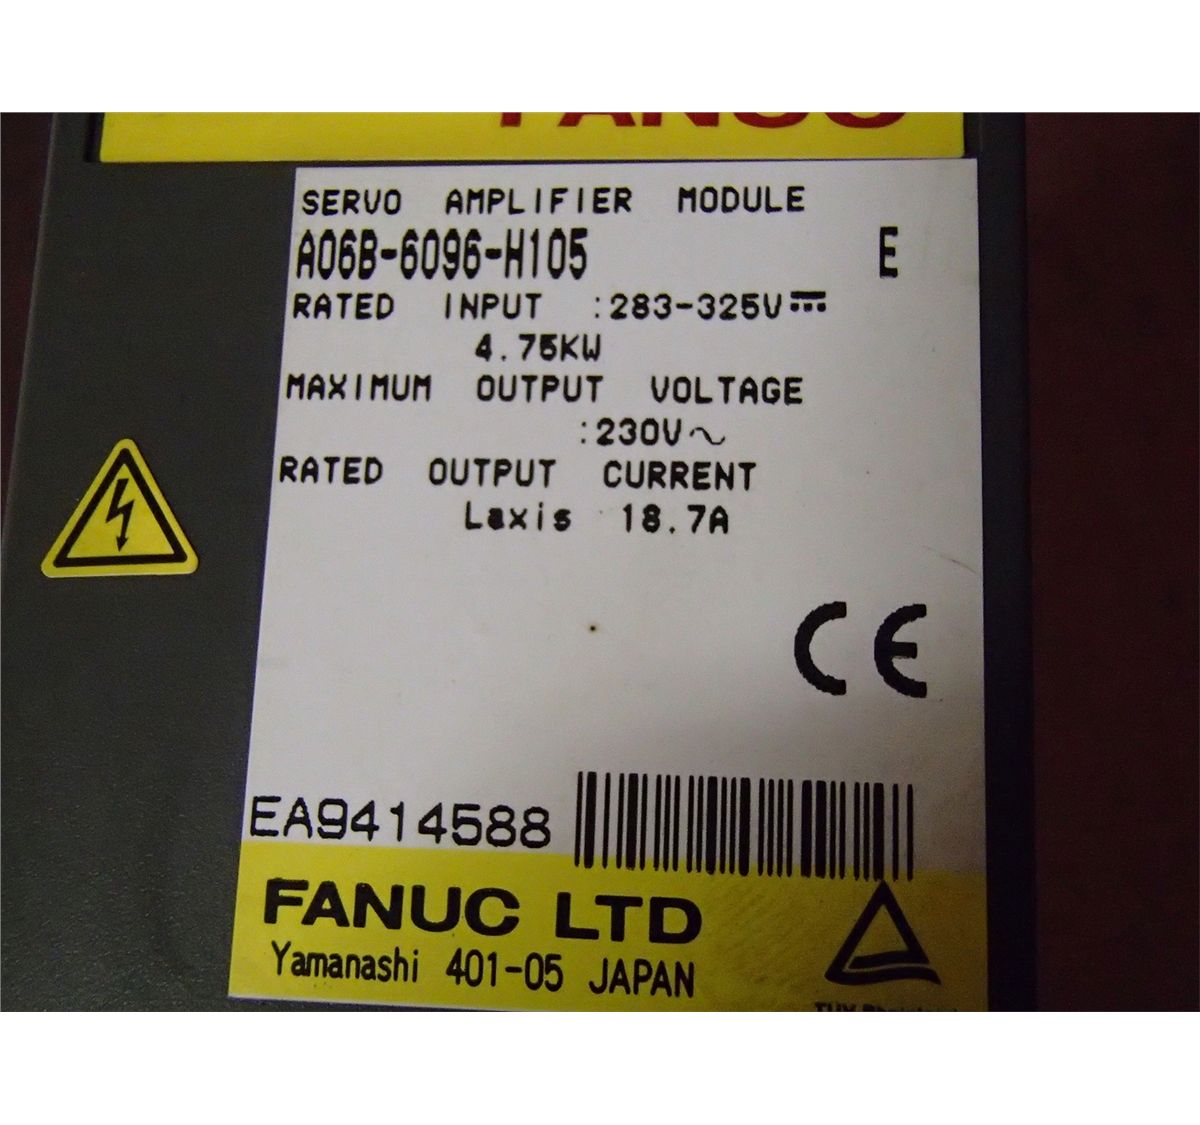 FANUC
SERVO AMPLIFIER MODULE
A06B-6096-H105 E
RATED INPUT :283-325V⎓
4.75KW
MAXIMUM OUTPUT VOLTAGE
:230V~
RATED OUTPUT CURRENT
Laxis 18.7A
CE
EA9414588
FANUC LTD
Yamanashi 401-05 JAPAN